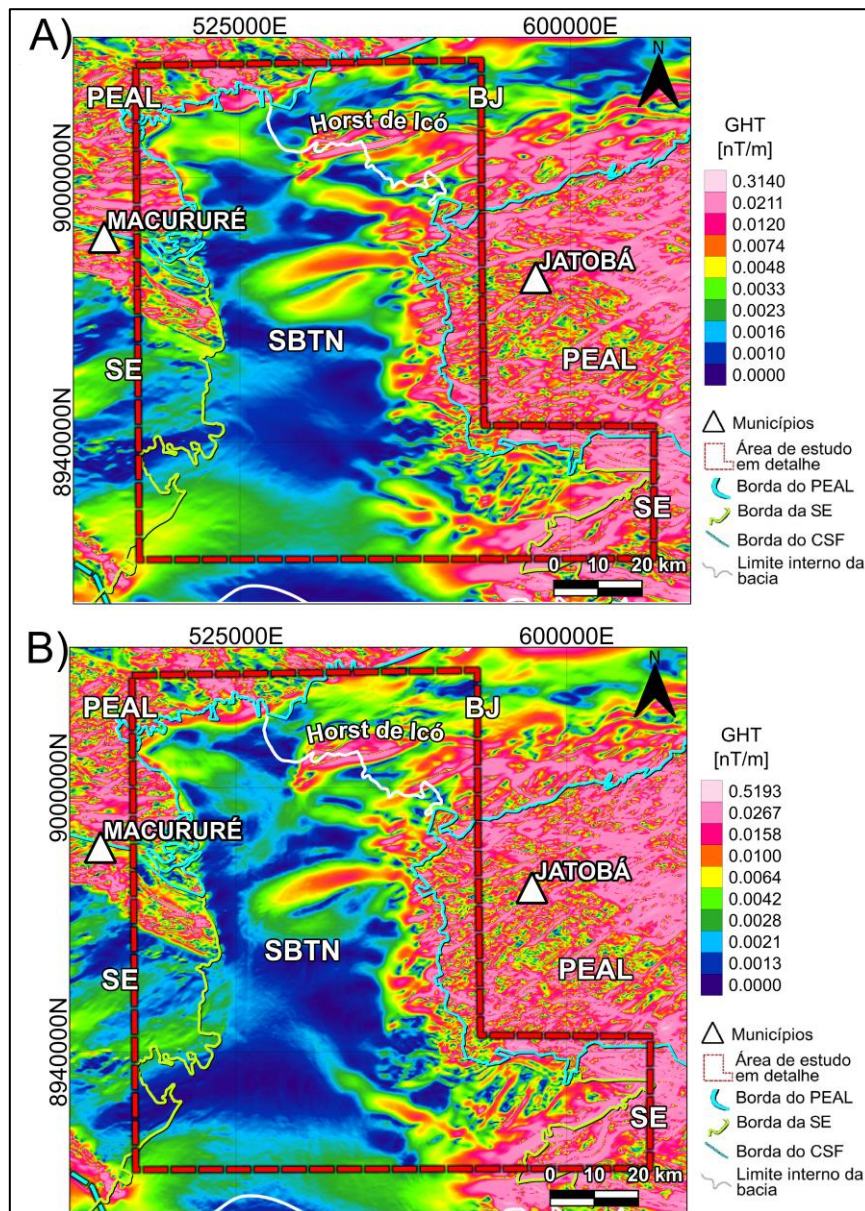 A)
525000E
600000E
N
PEAL
BJ
Horst de Icó
GHT
[nT/m]
9000000N
MACURURÉ
JATOBÁ
SBTN
PEAL
SE
8940000N
SE
0 10 20 km
0.3140
0.0211
0.0120
0.0074
0.0048
0.0033
0.0023
0.0016
0.0010
0.0000
Municípios
Área de estudo
em detalhe
Borda do PEAL
Borda da SE
Borda do CSF
Limite interno da
bacia
B)
525000E
600000E
N
PEAL
BJ
Horst de Icó
GHT
[nT/m]
9000000N
MACURURÉ
JATOBÁ
SBTN
PEAL
SE
8940000N
SE
0 10 20 km
0.5193
0.0267
0.0158
0.0100
0.0064
0.0042
0.0028
0.0021
0.0013
0.0000
Municípios
Área de estudo
em detalhe
Borda do PEAL
Borda da SE
Borda do CSF
Limite interno da
bacia